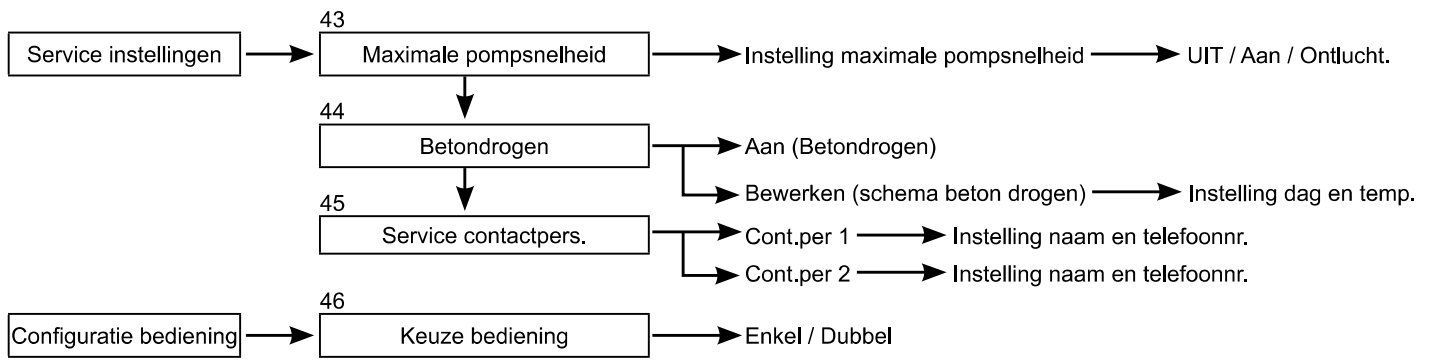 43
Service instellingen Maximale pompsnelheid Instelling maximale pompsnelheid UIT / Aan / Ontlucht.
44
Betondrogen Aan (Betondrogen)
Bewerken (schema beton drogen) Instelling dag en temp.
45
Service contactpers. Cont.per 1 Instelling naam en telefoonnr.
Cont.per 2 Instelling naam en telefoonnr.
46
Configuratie bediening Keuze bediening Enkel / Dubbel